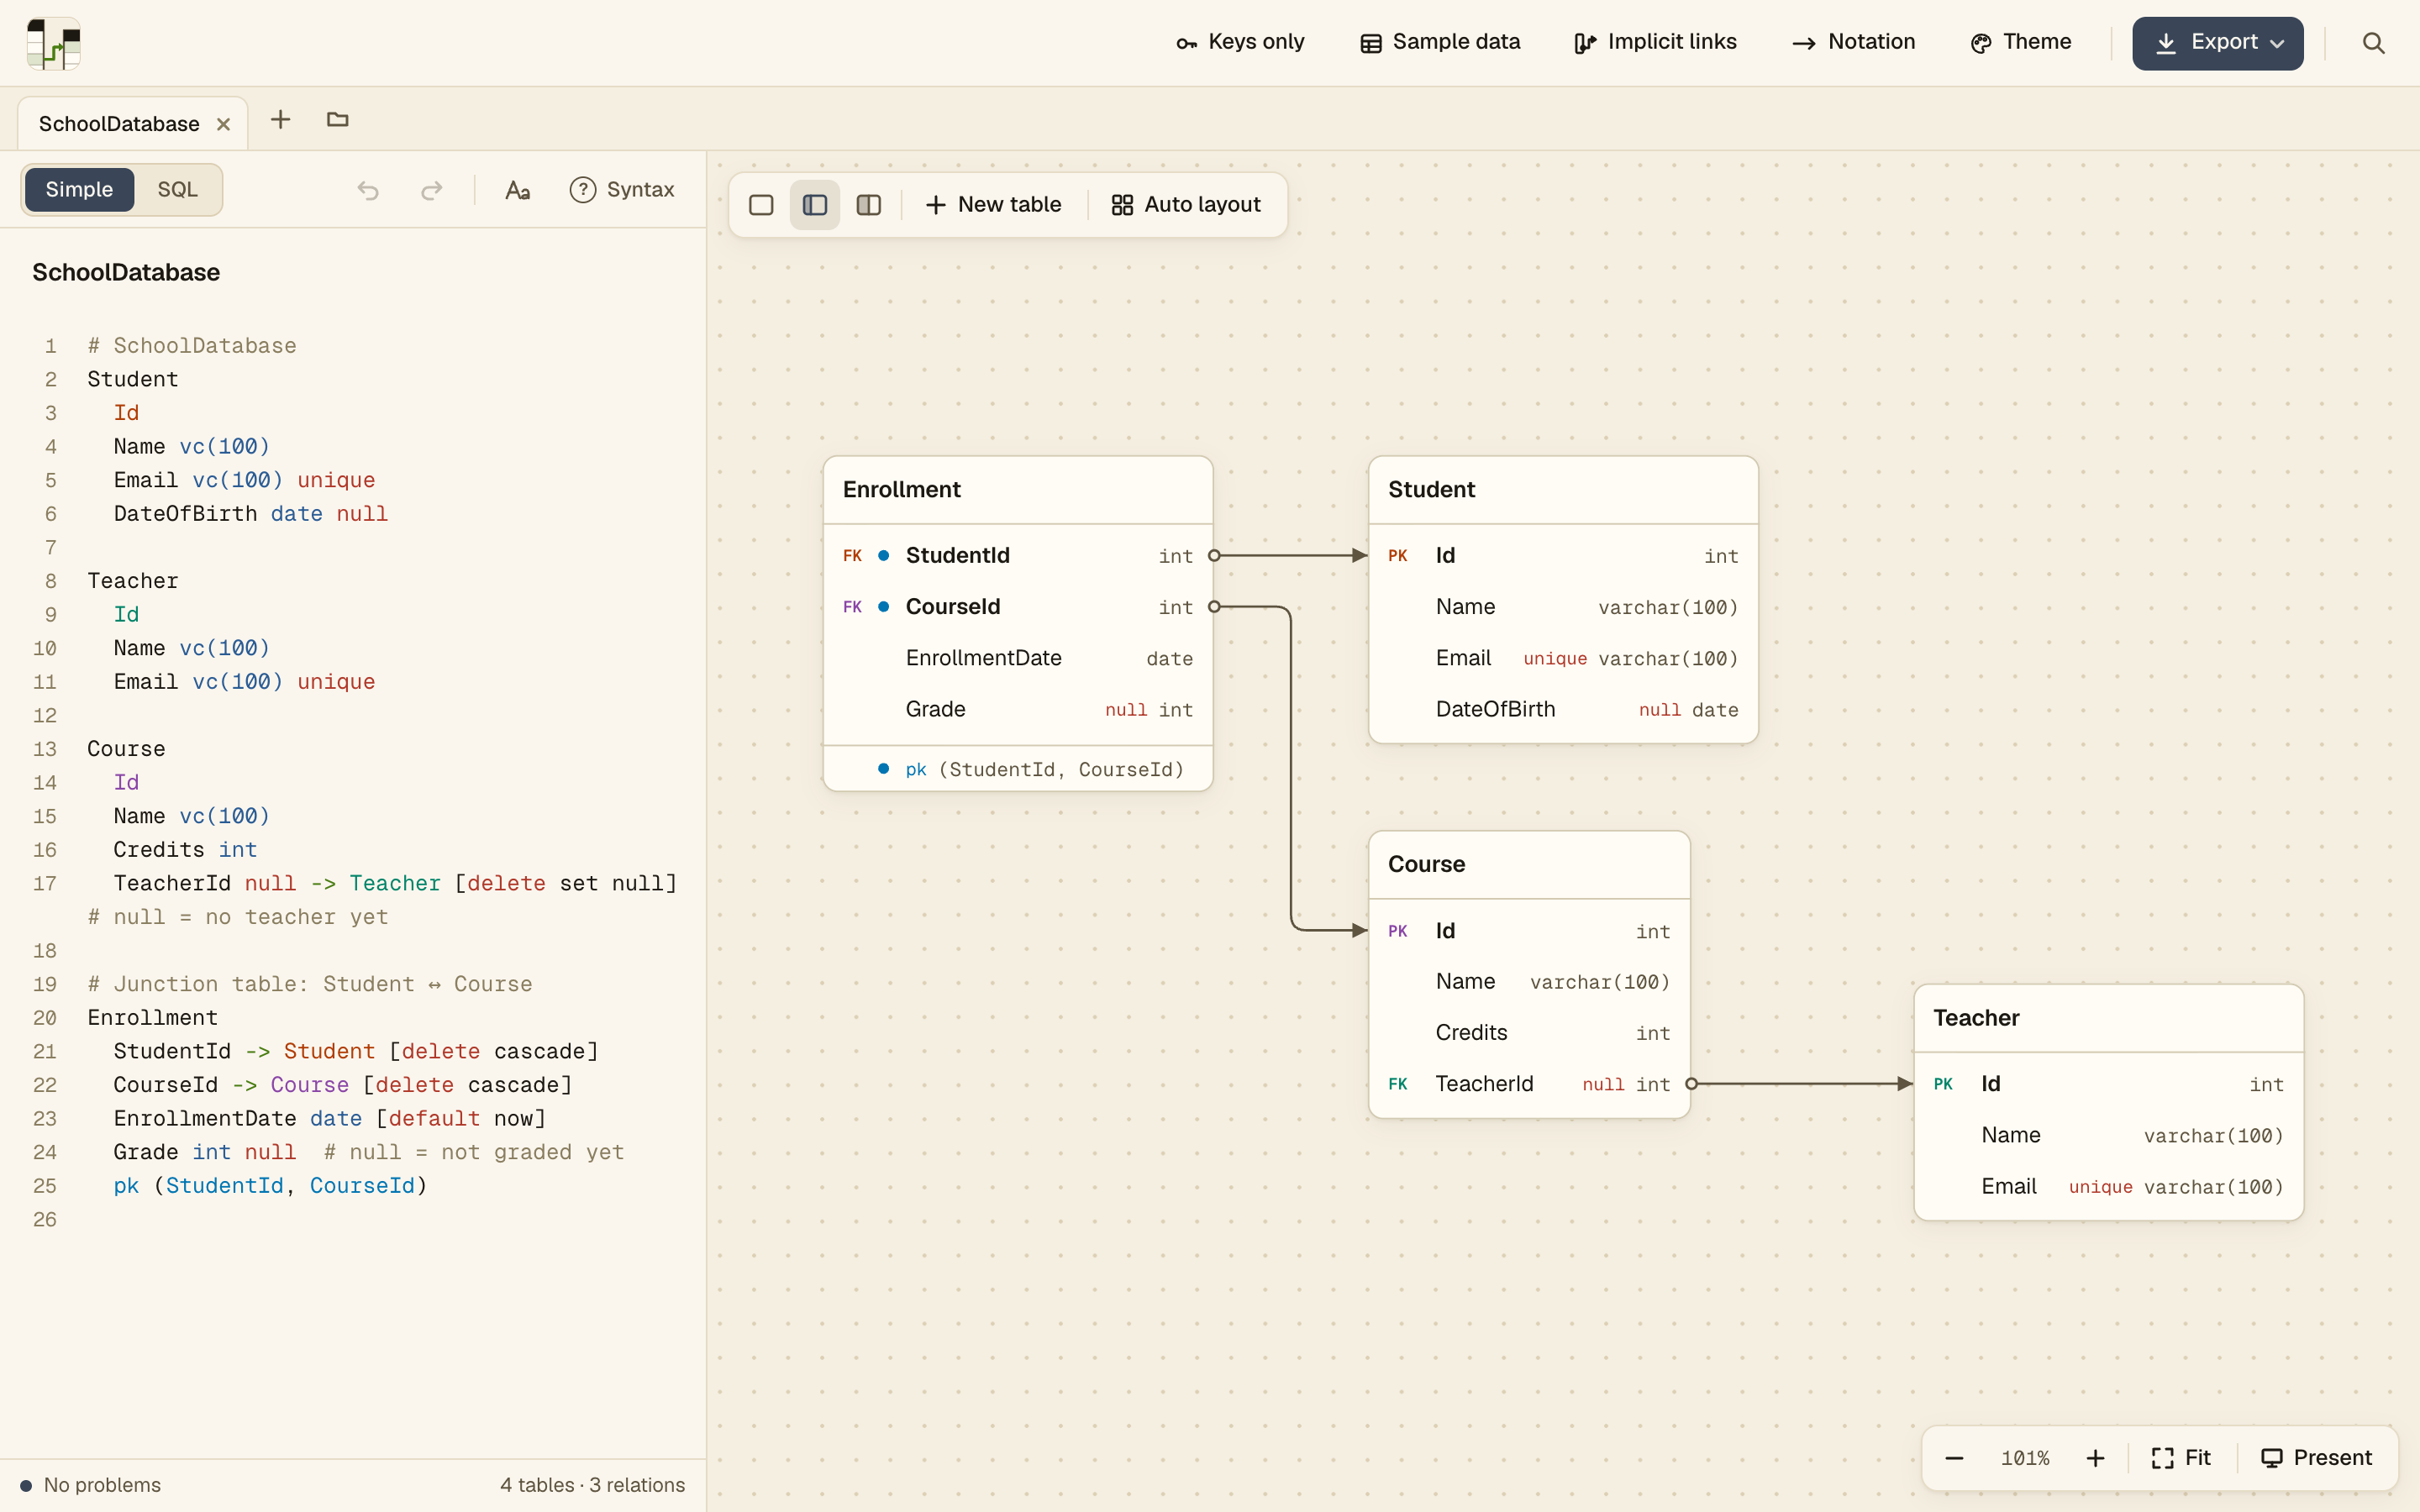 Keys only
Sample data
Implicit links
Notation
Theme
Export
SchoolDatabase
Simple
SQL
Aa
Syntax
New table
Auto layout
SchoolDatabase
1 # SchoolDatabase
2 Student
3 Id
4 Name vc(100)
5 Email vc(100) unique
6 DateOfBirth date null
7
8 Teacher
9 Id
10 Name vc(100)
11 Email vc(100) unique
12
13 Course
14 Id
15 Name vc(100)
16 Credits int
17 TeacherId null -> Teacher [delete set null]
# null = no teacher yet
18
19 # Junction table: Student ↔ Course
20 Enrollment
21 StudentId -> Student [delete cascade]
22 CourseId -> Course [delete cascade]
23 EnrollmentDate date [default now]
24 Grade int null # null = not graded yet
25 pk (StudentId, CourseId)
26
Enrollment
FK StudentId int
FK CourseId int
EnrollmentDate date
Grade null int
pk (StudentId, CourseId)
Student
PK Id int
Name varchar(100)
Email unique varchar(100)
DateOfBirth null date
Course
PK Id int
Name varchar(100)
Credits int
FK TeacherId null int
Teacher
PK Id int
Name varchar(100)
Email unique varchar(100)
No problems
4 tables · 3 relations
101%
Fit
Present